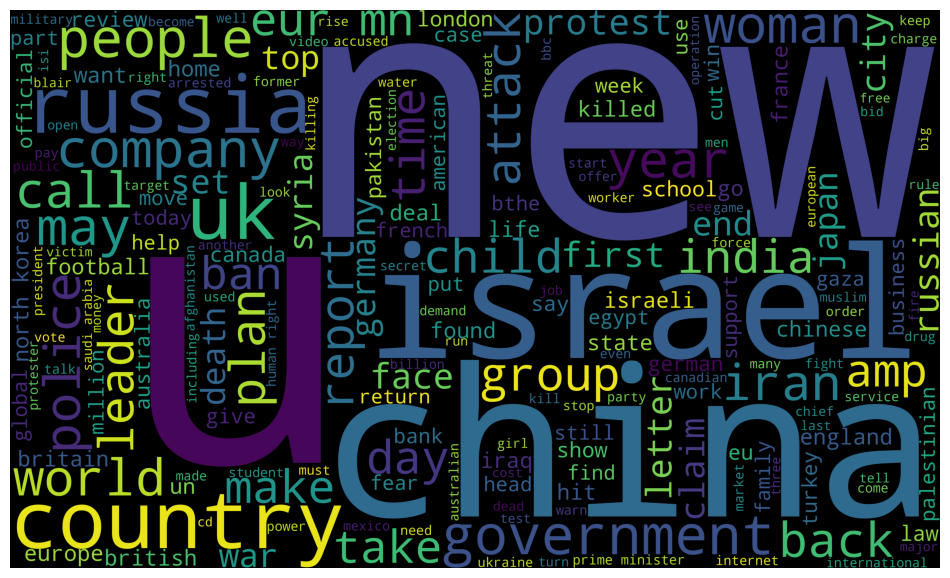 military
become
well
review
eur mn
rise
london
protest
woman
bbc
operation
keep
charge
part
people
video
accused
case
use
city
want
home
top
attack
cut
win
france
official
blair
isi
right
arrested
former
threat
new
free
bid
russia
water
week
killed
big
open
killing
election
pakistan
time
american
men
company
way
pay
public
call
target
set
look
syria
start
offer
year
school
worker
go
see
game
european
rule
move
deal
bthe
may
today
uk
french
life
end
japan
major
help
another
child
first
force
india
russian
president
victim
football
canada
ban
report
germany
secret
put
say
israel
gaza
business
muslim
used
found
israeli
support
order
fire
global
north korea
vote
saudi arabia
money
million
australia
including
afghanistan
human right
death
plan
demand
job
egypt
state
chinese
drug
protester
talk
police
leader
u
billion
run
even
german
many
fight
face
group
iran
amp
give
return
kill
stop
party
canadian
work
service
britain
bank
still
letter
chief
last
england
day
fear
girl
show
iraq
cost
find
claim
eu
turkey
palestinian
world
un
made
student
must
make
head
hit
australian
market
family
three
tell
come
china
cd
power
dead
test
warn
country
mexico
need
take
government
back
law
europe
british
war
ukraine
turn
prime minister
internet
international